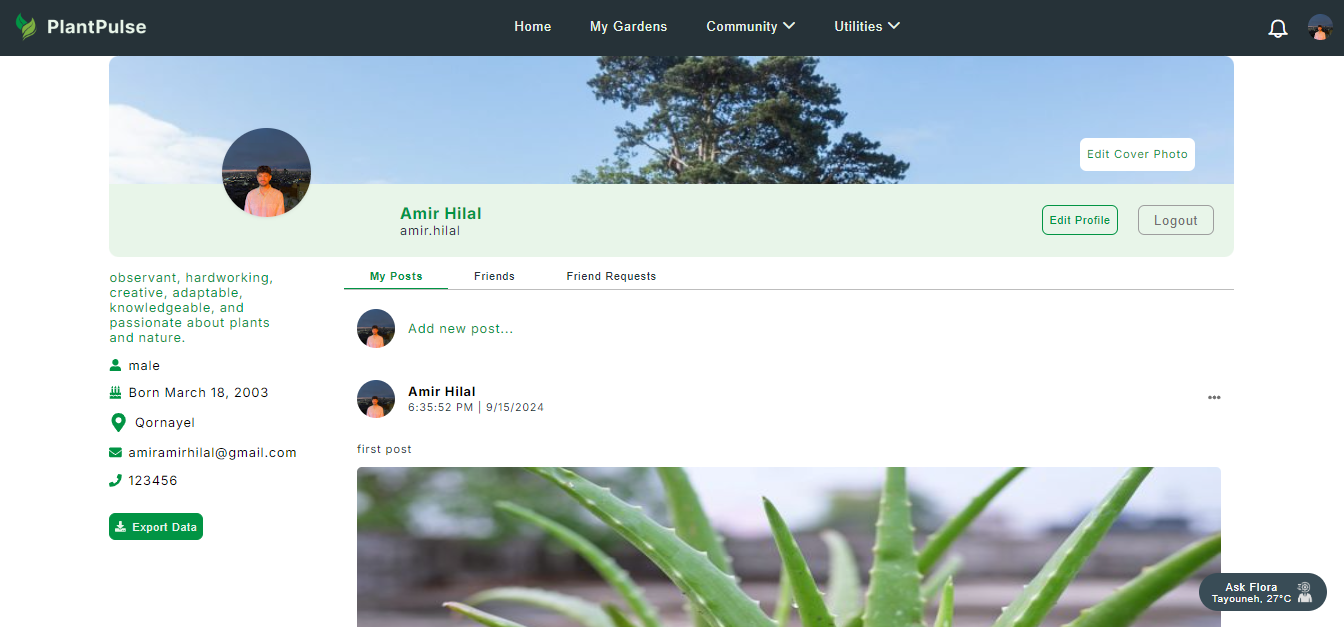 PlantPulse
Home
My Gardens
Community
Utilities
Edit Cover Photo
Amir Hilal
amir.hilal
Edit Profile
Logout
observant, hardworking,
creative, adaptable,
knowledgeable, and
passionate about plants
and nature.
male
Born March 18, 2003
Qornayel
amiramirhilal@gmail.com
123456
Export Data
My Posts
Friends
Friend Requests
Add new post...
Amir Hilal
6:35:52 PM | 9/15/2024
first post
Ask Flora
Tayouneh, 27°C